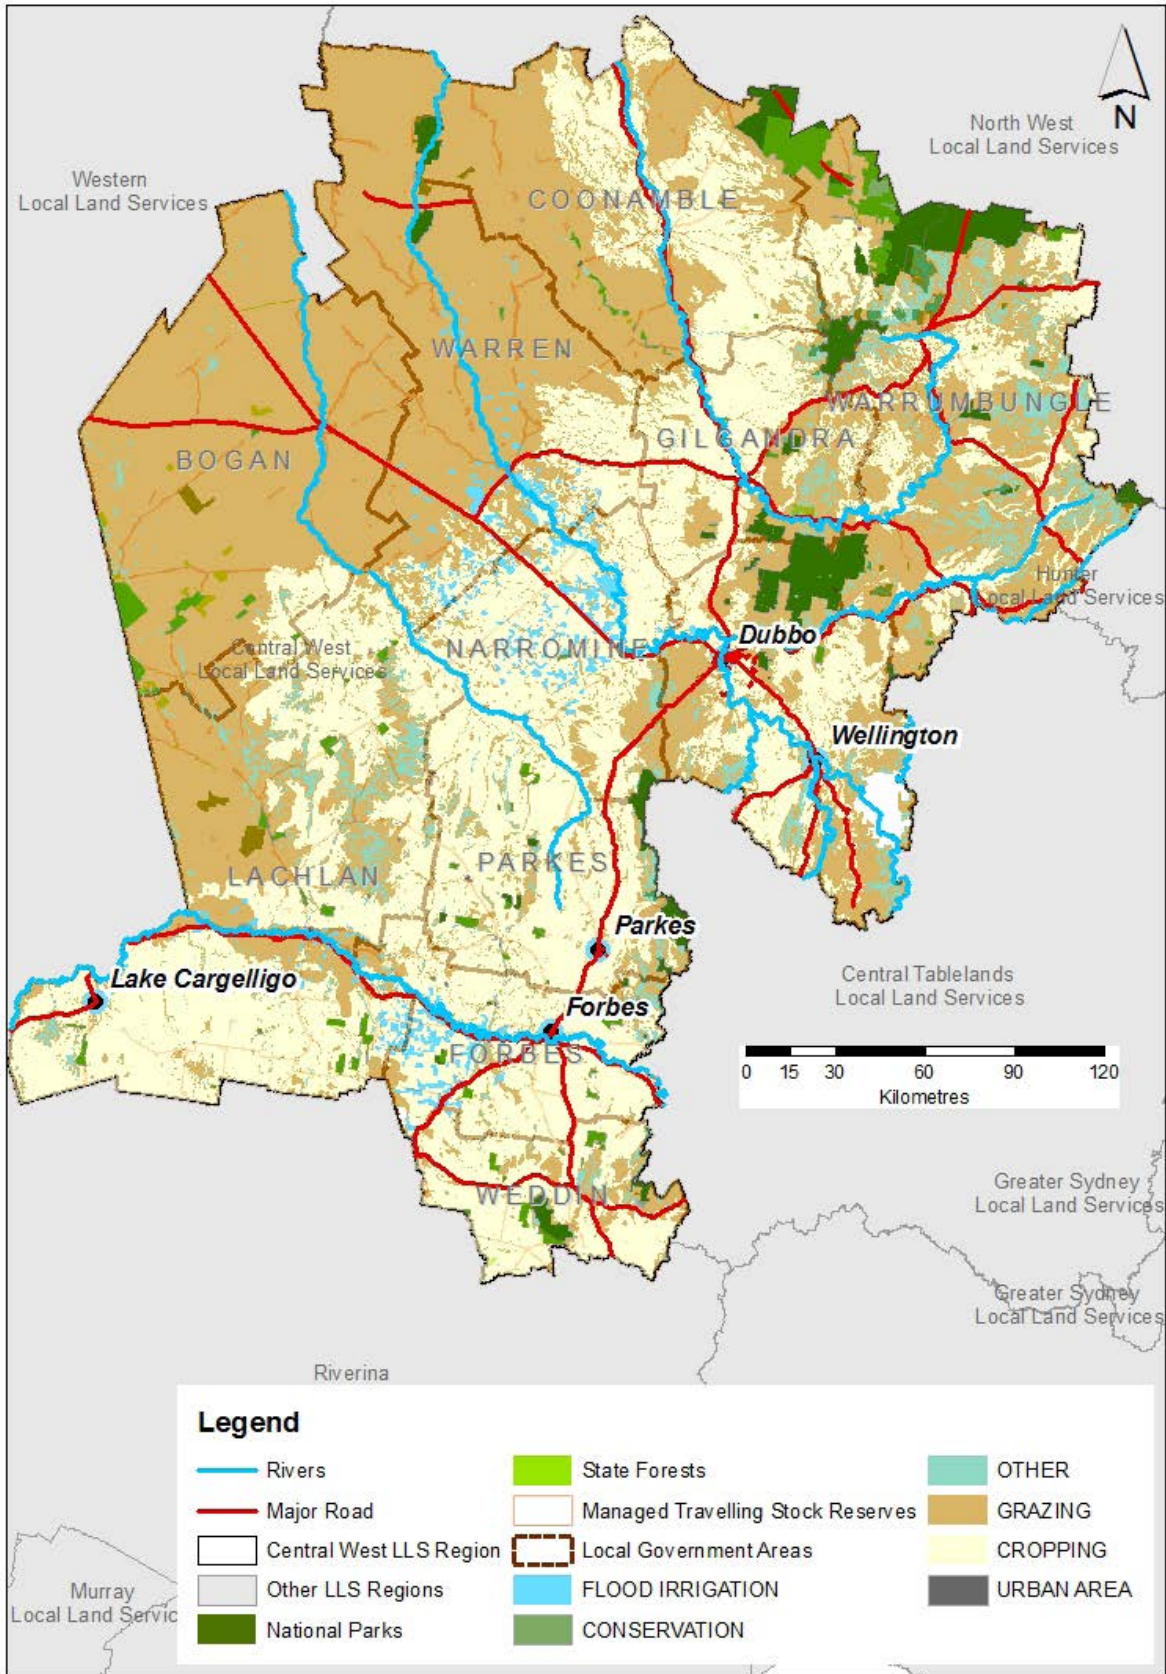 N
North West
Local Land Services
Western
Local Land Services
COONAMBLE
WARREN
WARRUMBUNGLE
GILGANDRA
BOGAN
Hunter
Local Land Services
Dubbo
NARROMINE
Central West
Local Land Services
Wellington
PARKES
LACHLAN
Parkes
Lake Cargelligo
Central Tablelands
Local Land Services
Forbes
FORBES
0 15 30 60 90 120
Kilometres
Greater Sydney
Local Land Services
WEDDIN
Greater Sydney
Local Land Services
Riverina
Murray
Local Land Servic
Legend
Rivers
Major Road
Central West LLS Region
Other LLS Regions
National Parks
State Forests
Managed Travelling Stock Reserves
Local Government Areas
FLOOD IRRIGATION
CONSERVATION
OTHER
GRAZING
CROPPING
URBAN AREA